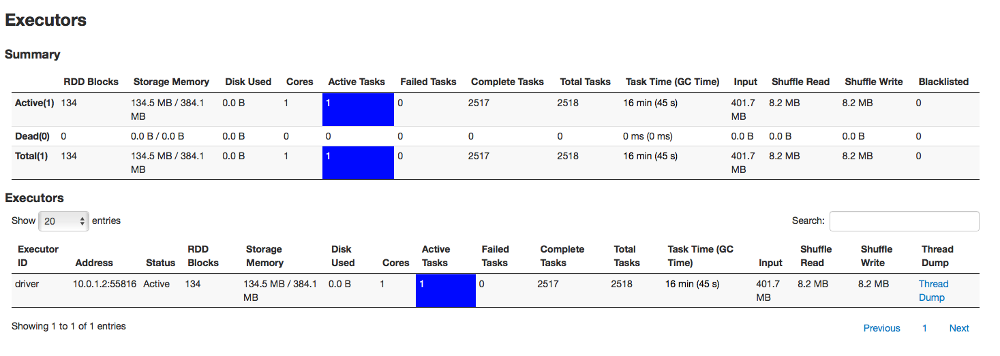 Executors
Summary
RDD Blocks Storage Memory Disk Used Cores Active Tasks Failed Tasks Complete Tasks Total Tasks Task Time (GC Time) Input Shuffle Read Shuffle Write Blacklisted
Active(1) 134 134.5 MB / 384.1 0.0 B 1 1 0 2517 2518 16 min (45 s) 401.7 8.2 MB 8.2 MB 0
MB MB
Dead(0) 0 0.0 B / 0.0 B 0.0 B 0 0 0 0 0 0 ms (0 ms) 0.0 B 0.0 B 0.0 B 0
Total(1) 134 134.5 MB / 384.1 0.0 B 1 1 0 2517 2518 16 min (45 s) 401.7 8.2 MB 8.2 MB 0
MB MB
Executors
Show 20 entries Search:
Executor RDD Storage Disk Active Failed Complete Total Task Time (GC Shuffle Shuffle Thread
ID Address Status Blocks Memory Used Cores Tasks Tasks Tasks Tasks Time) Input Read Write Dump
driver 10.0.1.2:55816 Active 134 134.5 MB / 384.1 0.0 B 1 1 0 2517 2518 16 min (45 s) 401.7 8.2 MB 8.2 MB Thread
MB MB Dump
Showing 1 to 1 of 1 entries Previous 1 Next